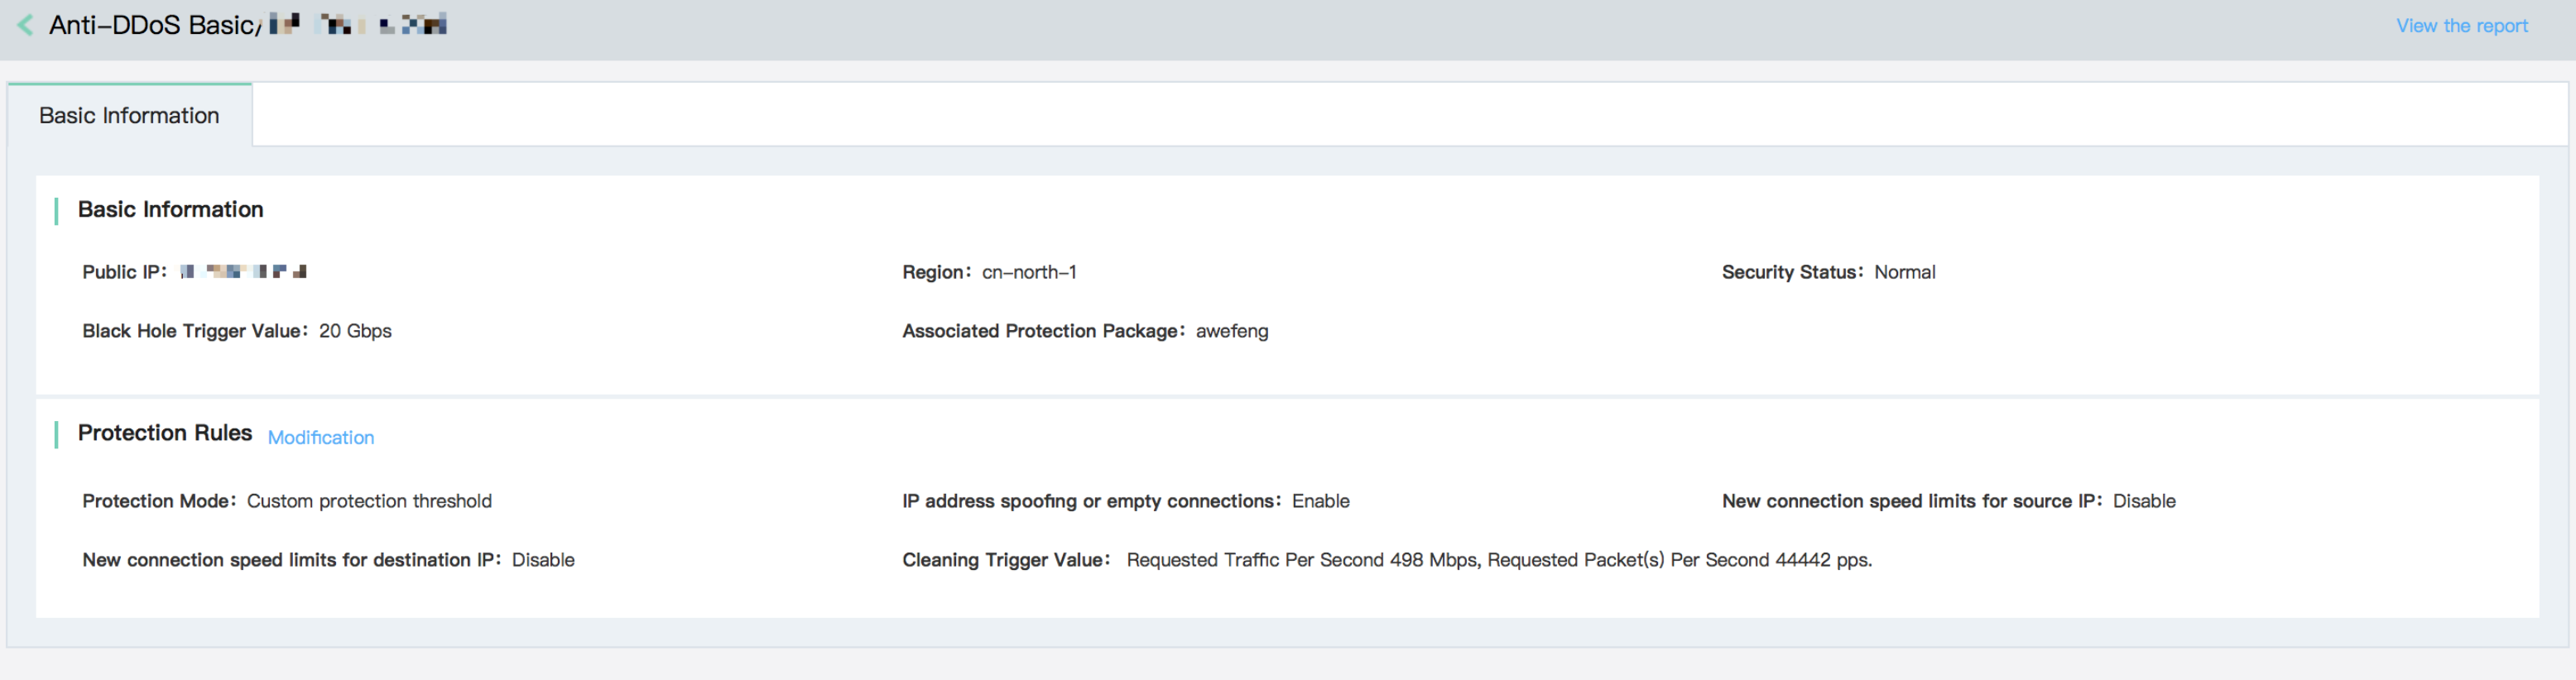 Anti-DDoS Basic/
View the report
Basic Information
Basic Information
Public IP:
Region: cn-north-1
Security Status: Normal
Black Hole Trigger Value: 20 Gbps
Associated Protection Package: awefeng
Protection Rules Modification
Protection Mode: Custom protection threshold
IP address spoofing or empty connections: Enable
New connection speed limits for source IP: Disable
New connection speed limits for destination IP: Disable
Cleaning Trigger Value: Requested Traffic Per Second 498 Mbps, Requested Packet(s) Per Second 44442 pps.